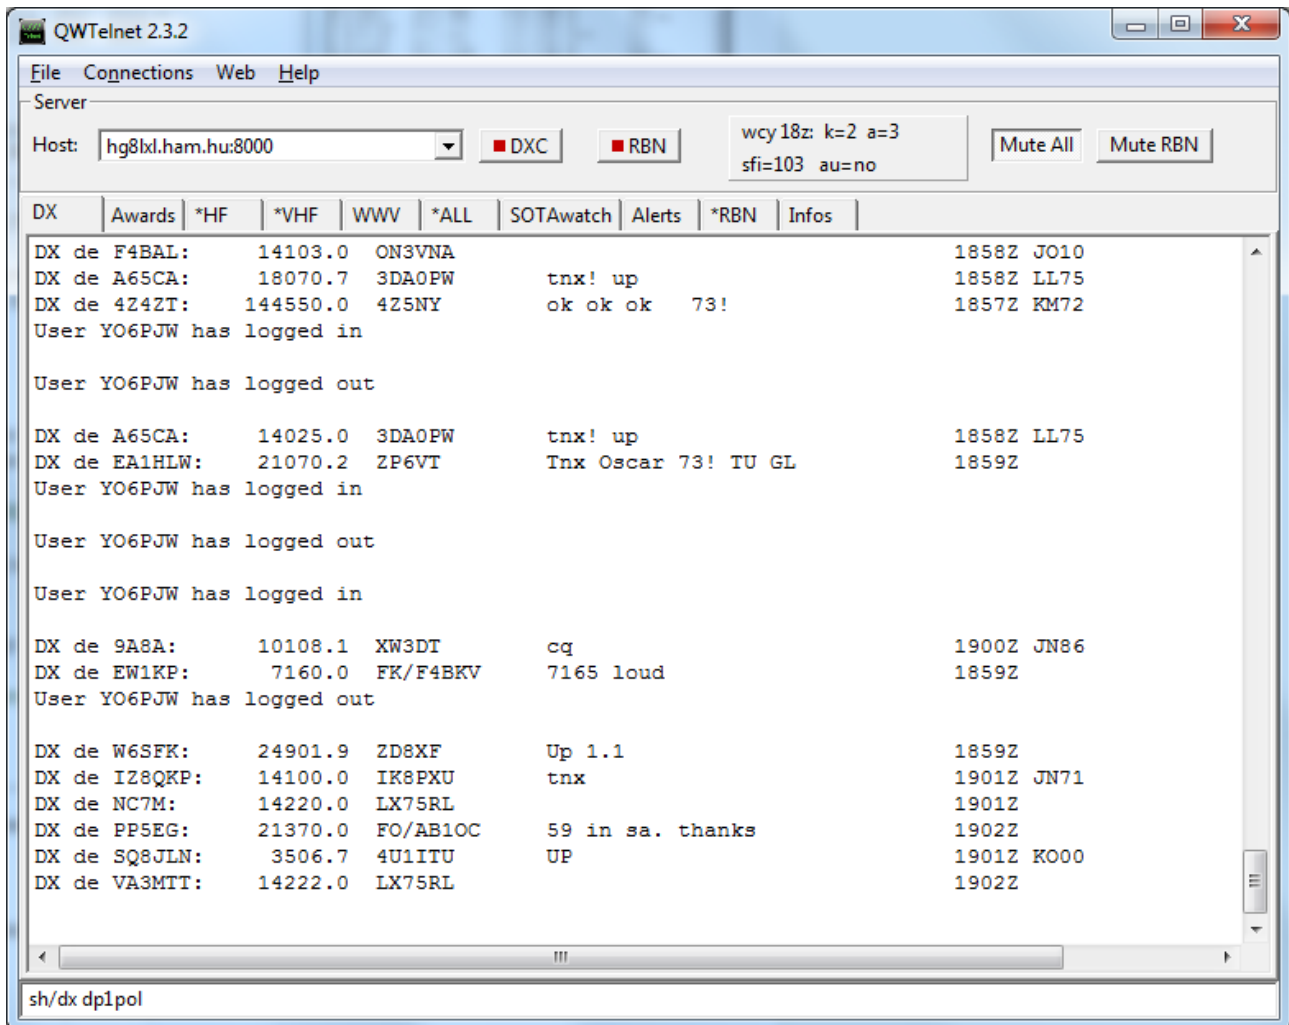 QWTelnet 2.3.2
File Connections Web Help
Server
Host: hg8lxl.ham.hu:8000 DXC RBN wcy 18z: k=2 a=3 Mute All Mute RBN
sfi=103 au=no
DX Awards *HF *VHF WWV *ALL SOTAwatch Alerts *RBN Infos
DX de F4BAL: 14103.0 ON3VNA 1858Z JO10
DX de A65CA: 18070.7 3DA0PW tnx! up 1858Z LL75
DX de 4Z4ZT: 144550.0 4Z5NY ok ok ok 73! 1857Z KM72
User YO6PJW has logged in
User YO6PJW has logged out
DX de A65CA: 14025.0 3DA0PW tnx! up 1858Z LL75
DX de EA1HLW: 21070.2 ZP6VT Tnx Oscar 73! TU GL 1859Z
User YO6PJW has logged in
User YO6PJW has logged out
User YO6PJW has logged in
DX de 9A8A: 10108.1 XW3DT cq 1900Z JN86
DX de EW1KP: 7160.0 FK/F4BKV 7165 loud 1859Z
User YO6PJW has logged out
DX de W6SFK: 24901.9 ZD8XF Up 1.1 1859Z
DX de IZ8QKP: 14100.0 IK8PXU tnx 1901Z JN71
DX de NC7M: 14220.0 LX75RL 1901Z
DX de PP5EG: 21370.0 FO/AB1OC 59 in sa. thanks 1902Z
DX de SQ8JLN: 3506.7 4U1ITU UP 1901Z KO00
DX de VA3MTT: 14222.0 LX75RL 1902Z
sh/dx dp1pol